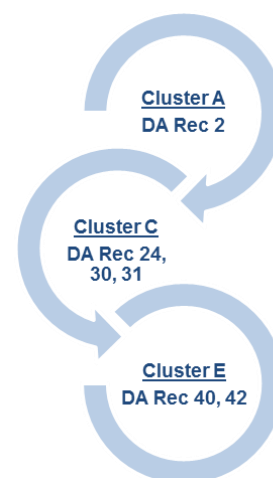 Cluster A
DA Rec 2
Cluster C
DA Rec 24,
30, 31
Cluster E
DA Rec 40, 42